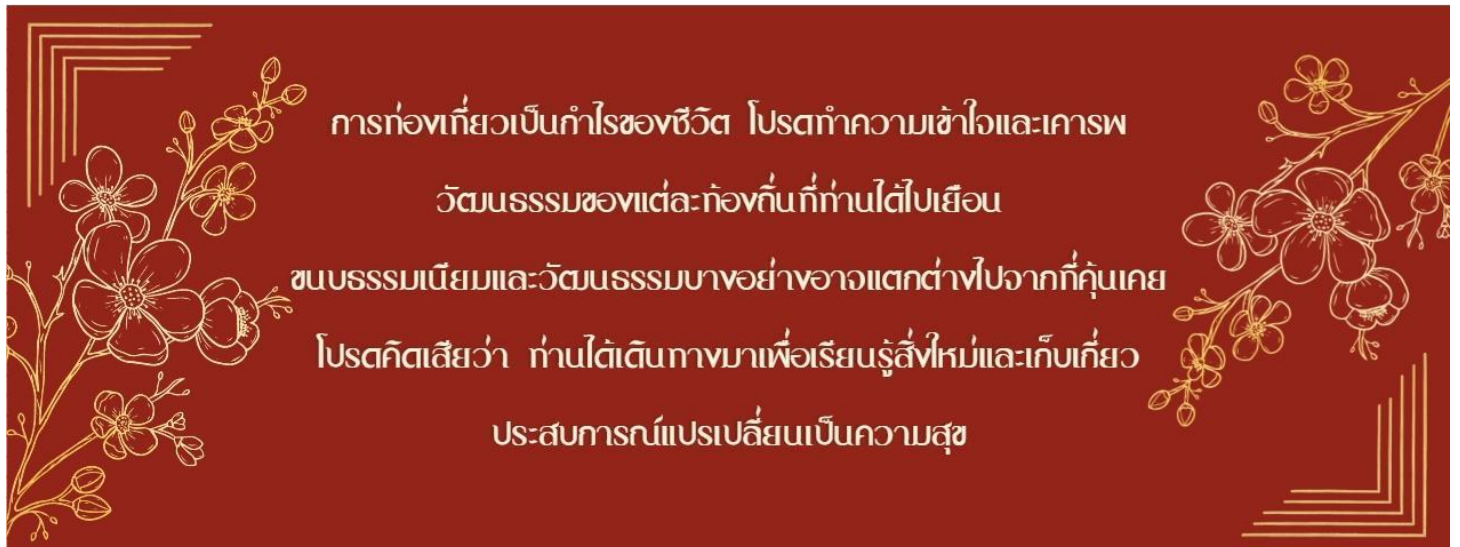 การท่องเที่ยวเป็นกำไรของชีวิต โปรดทำความเข้าใจและเคารพ
วัฒนธรรมของแต่ละท้องถิ่นที่ท่านได้ไปเยือน
ขนบธรรมเนียมและวัฒนธรรมบางอย่างอาจแตกต่างไปจากที่คุ้นเคย
โปรดคิดเสียว่า ท่านได้เดินทางมาเพื่อเรียนรู้สิ่งใหม่และเก็บเกี่ยว
ประสบการณ์แปรเปลี่ยนเป็นความสุข